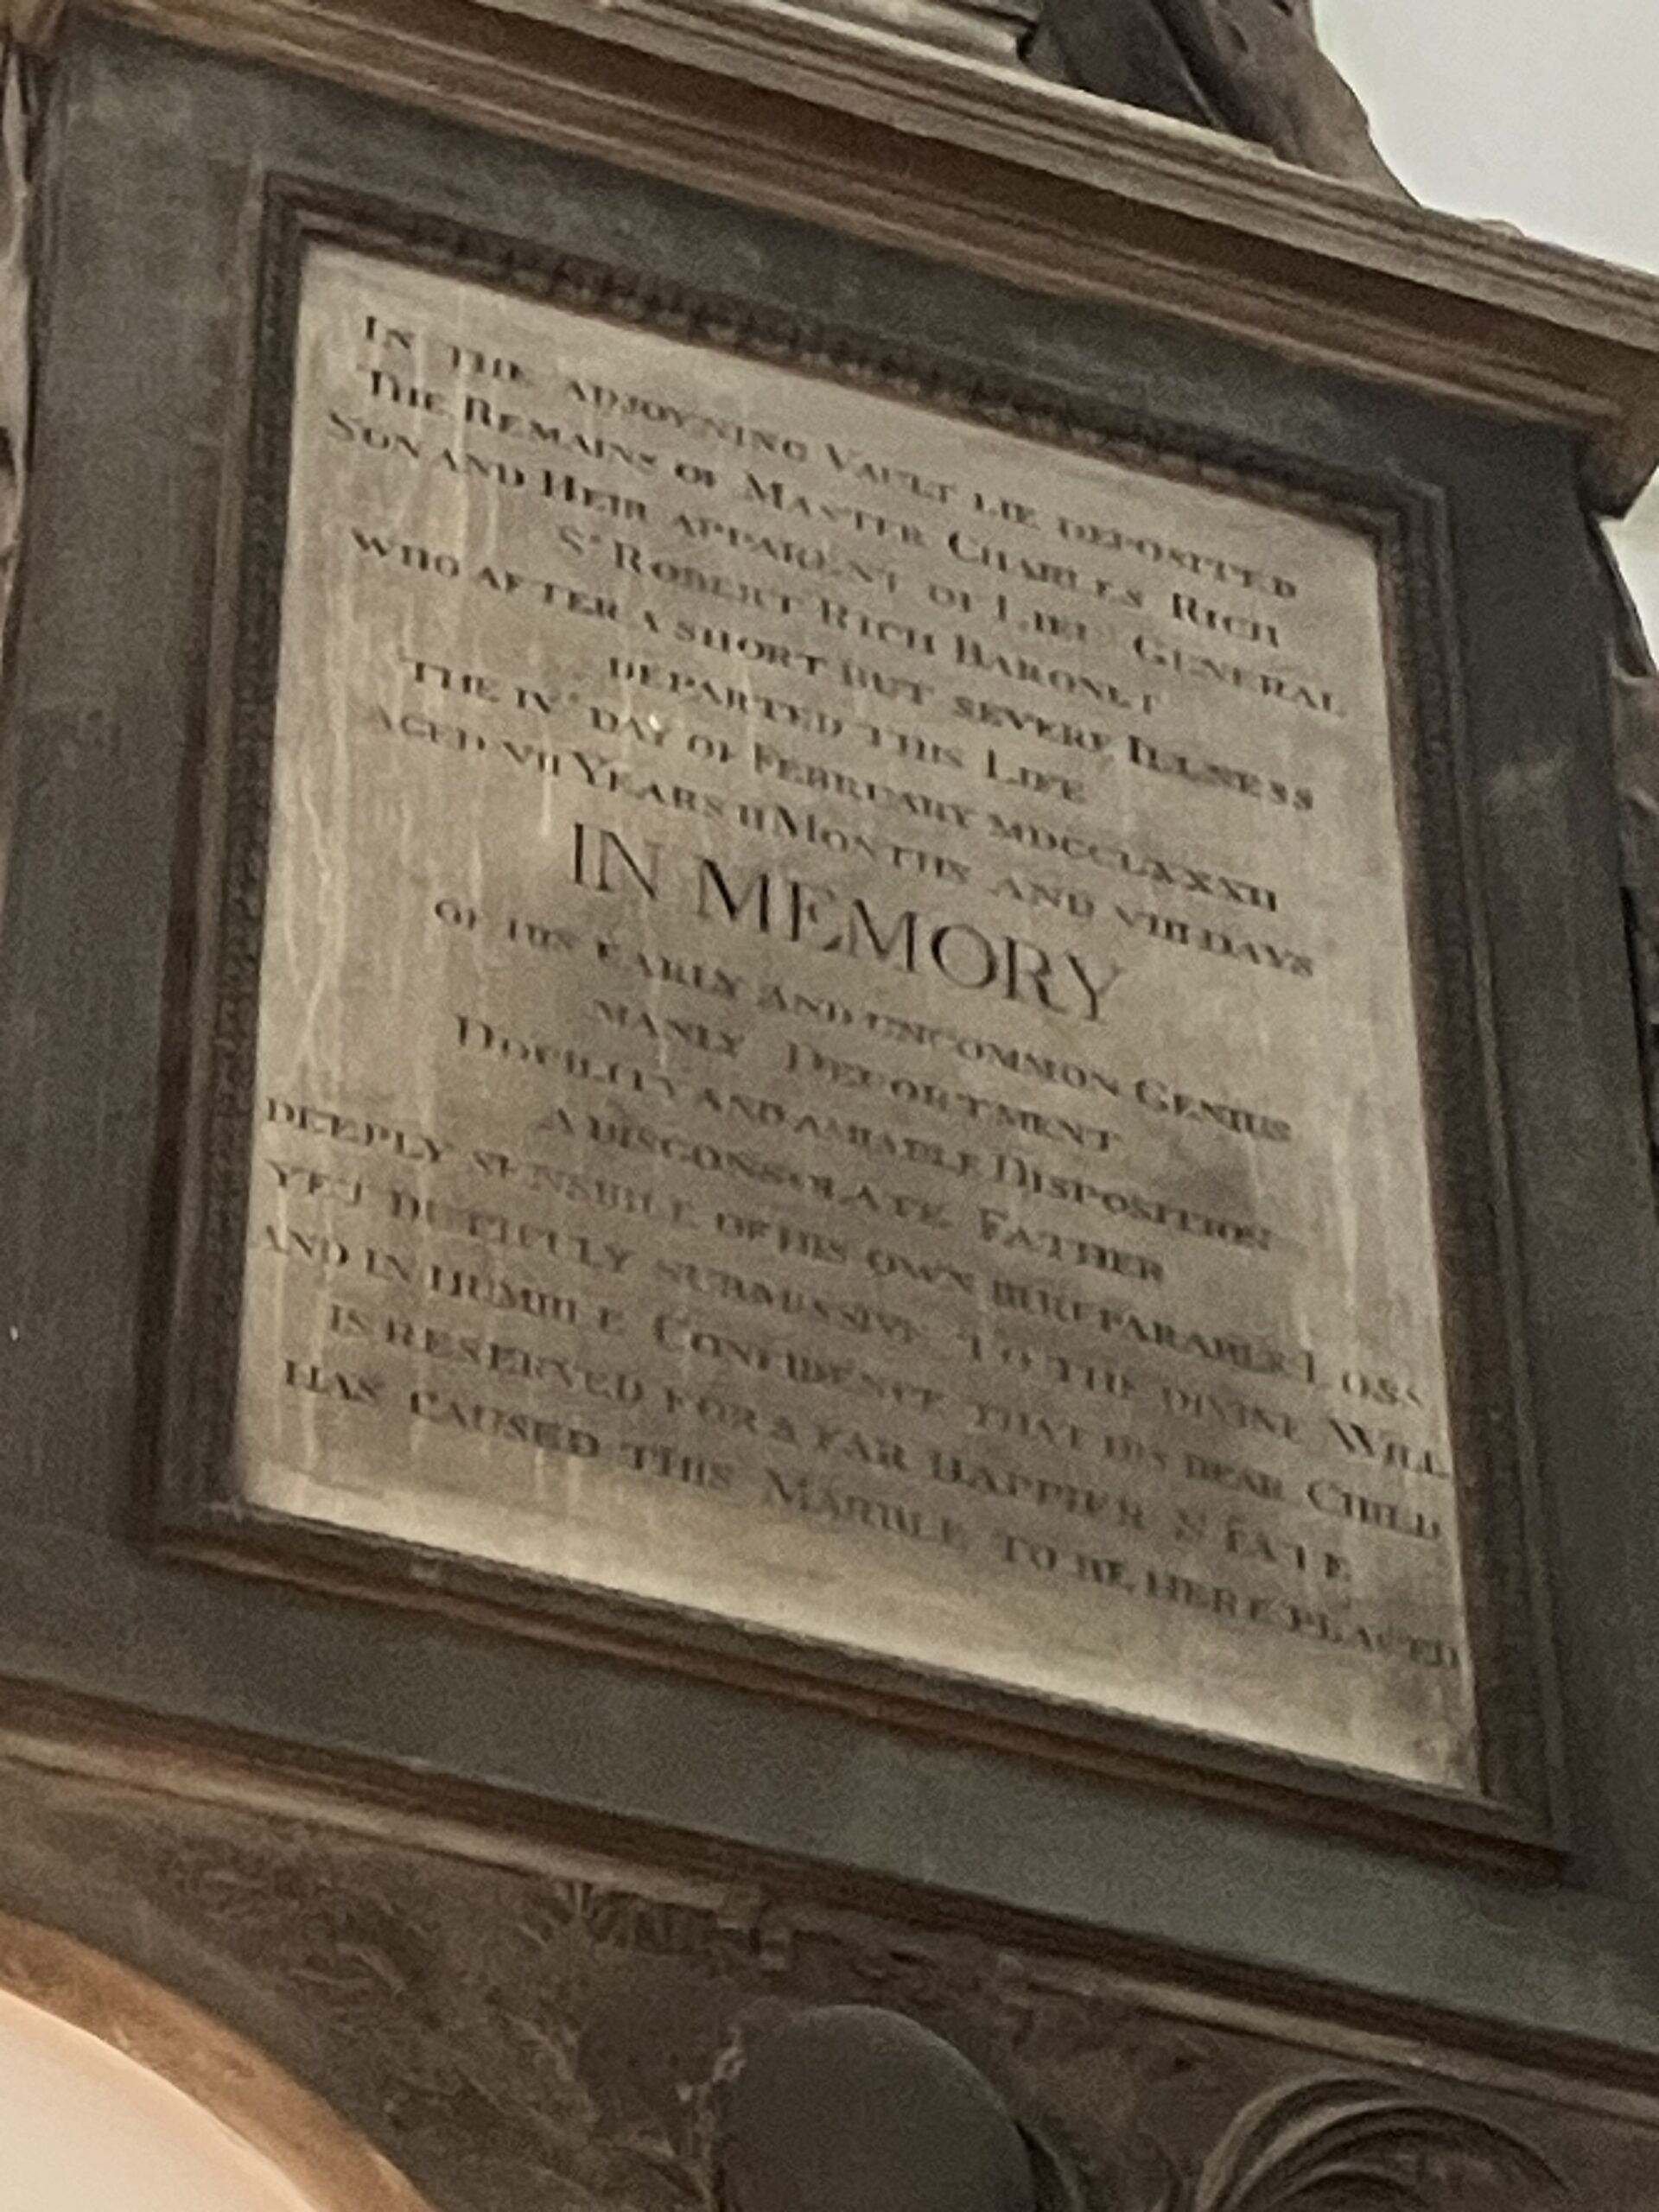 IN THE ADJOYNING VAULT LIE DEPOSITED
THE REMAINS OF MASTER CHARLES RICH
SON AND HEIR APPARENT OF LIEU GENERAL
Sr ROBERT RICH BARONET
WHO AFTER A SHORT BUT SEVERE ILLNESS
DEPARTED THIS LIFE
THE IVth DAY OF FEBRUARY MDCCLXXXII
AGED VII YEARS II MONTHS AND VIII DAYS
IN MEMORY
OF HIS EARLY AND UNCOMMON GENIUS
MANLY DEPORTMENT
DOCILITY AND AMIABLE DISPOSITION
A DISCONSOLATE FATHER
DEEPLY SENSIBLE OF HIS OWN IRREPARABLE LOSS
YET DUTIFULY SUBMISSIVE TO THE DIVINE WILL
AND IN HUMBLE CONFIDENCE THAT HIS DEAR CHILD
IS RESERVED FOR A FAR HAPPIER STATE
HAS CAUSED THIS MARBLE TO BE HERE PLACED